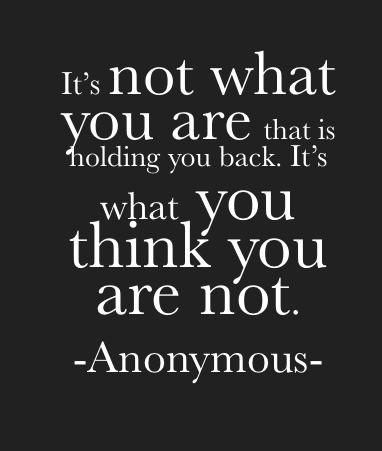 It’s not what
you are that is
holding you back. It’s
what you
think you
are not.
-Anonymous-